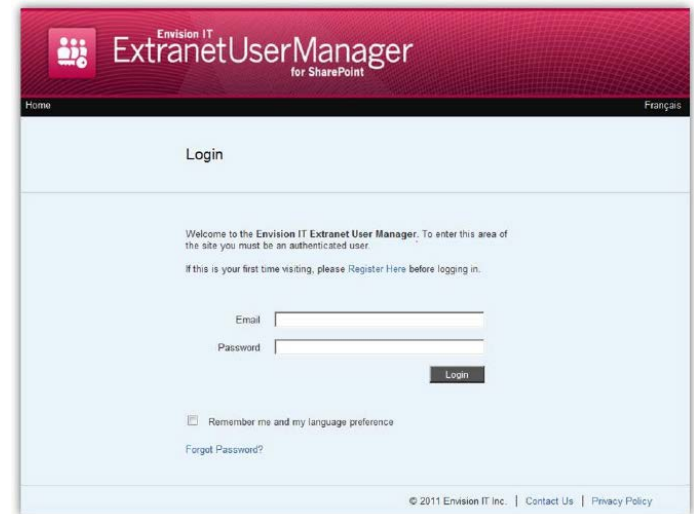 Envision IT
ExtranetUserManager
for SharePoint
Home
Français
Login
Welcome to the Envision IT Extranet User Manager. To enter this area of
the site you must be an authenticated user.
If this is your first time visiting, please Register Here before logging in.
Email
Password
Login
Remember me and my language preference
Forgot Password?
© 2011 Envision IT Inc. | Contact Us | Privacy Policy